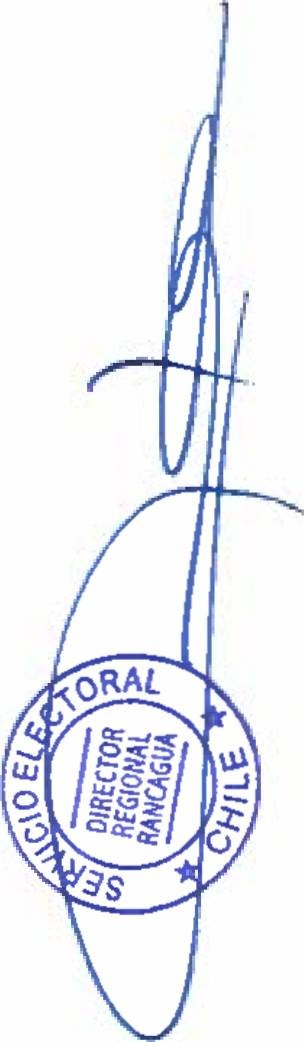 SERVICIO ELECTORAL
DIRECTOR
REGIONAL
RANCAGUA
★ CHILE ★